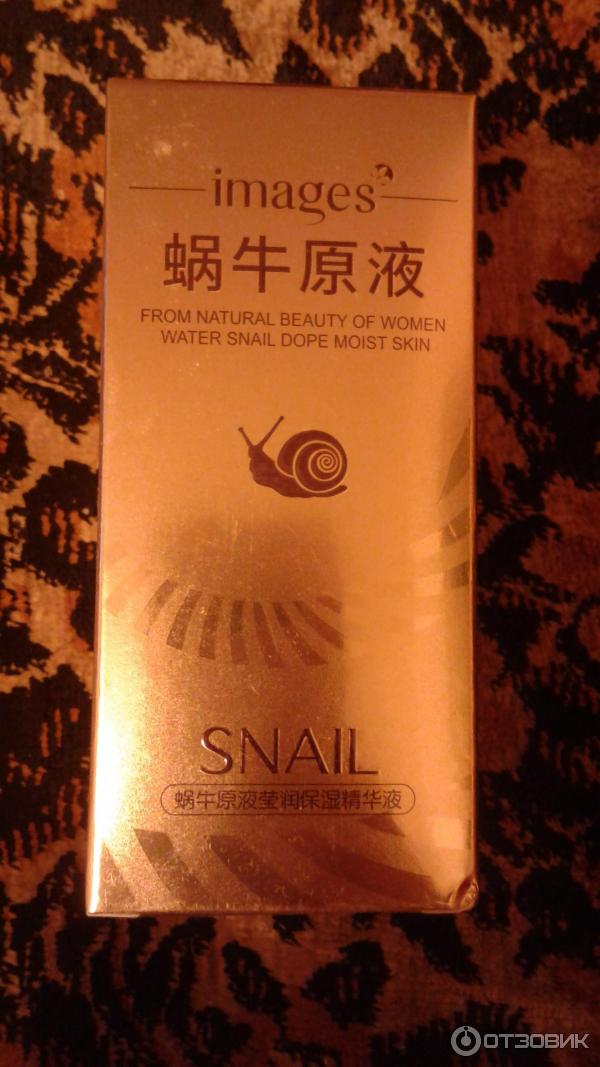 images
蜗牛原液
FROM NATURAL BEAUTY OF WOMEN
WATER SNAIL DOPE MOIST SKIN
SNAIL
蜗牛原液莹润保湿精华液
ОТЗОВИК